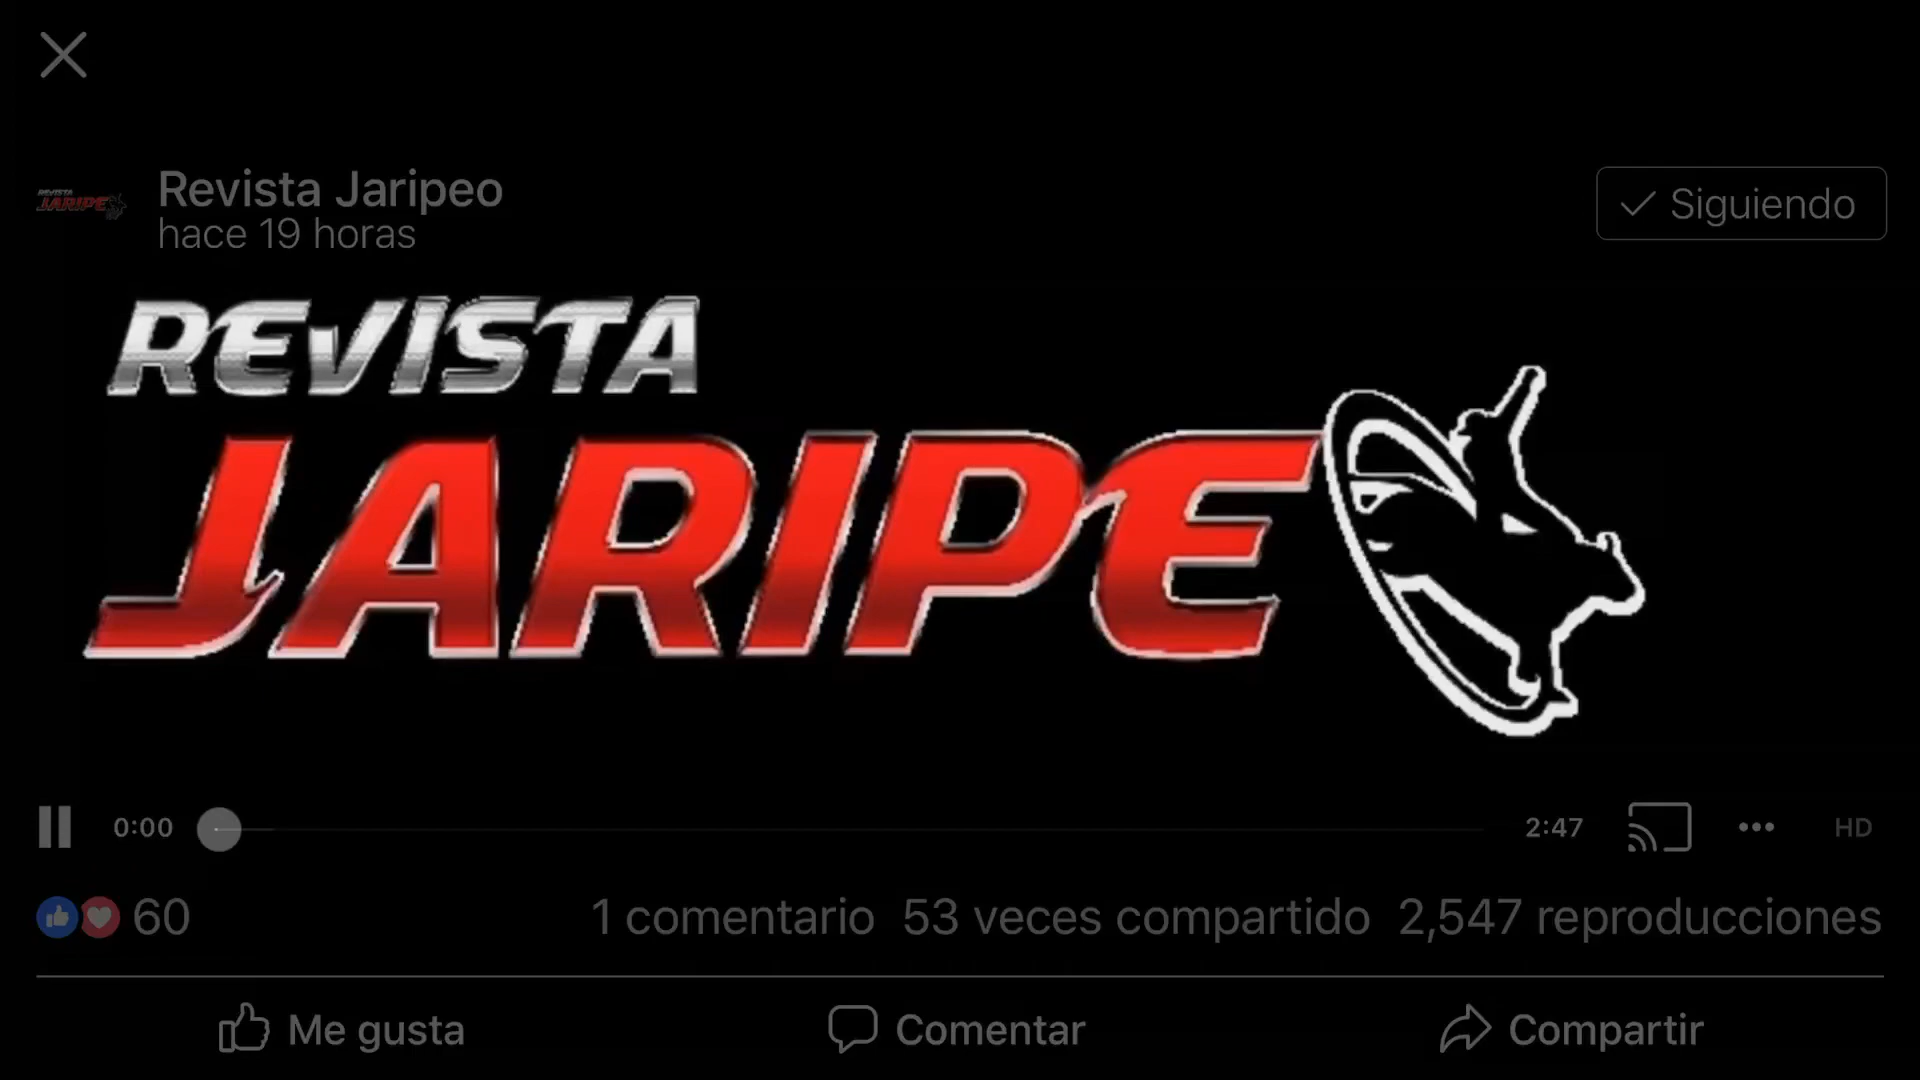 Revista Jaripeo
hace 19 horas
Siguiendo
REVISTA
JARIPE
0:00
2:47
HD
60
1 comentario 53 veces compartido 2,547 reproducciones
Me gusta
Comentar
Compartir